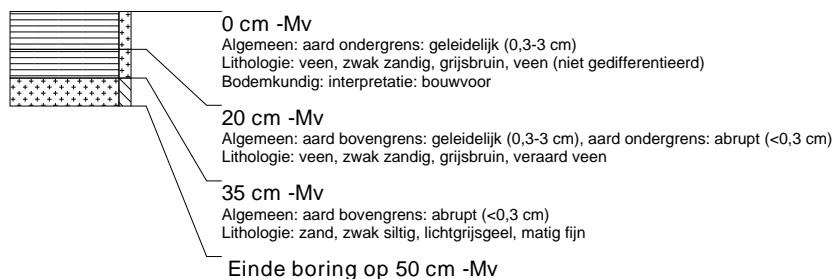 0 cm -Mv
Algemeen: aard ondergrens: geleidelijk (0,3-3 cm)
Lithologie: veen, zwak zandig, grijsbruin, veen (niet gedifferentieerd)
Bodemkundig: interpretatie: bouwvoor
20 cm -Mv
Algemeen: aard bovengrens: geleidelijk (0,3-3 cm), aard ondergrens: abrupt (<0,3 cm)
Lithologie: veen, zwak zandig, grijsbruin, veraard veen
35 cm -Mv
Algemeen: aard bovengrens: abrupt (<0,3 cm)
Lithologie: zand, zwak siltig, lichtgrijsgeel, matig fijn
Einde boring op 50 cm -Mv